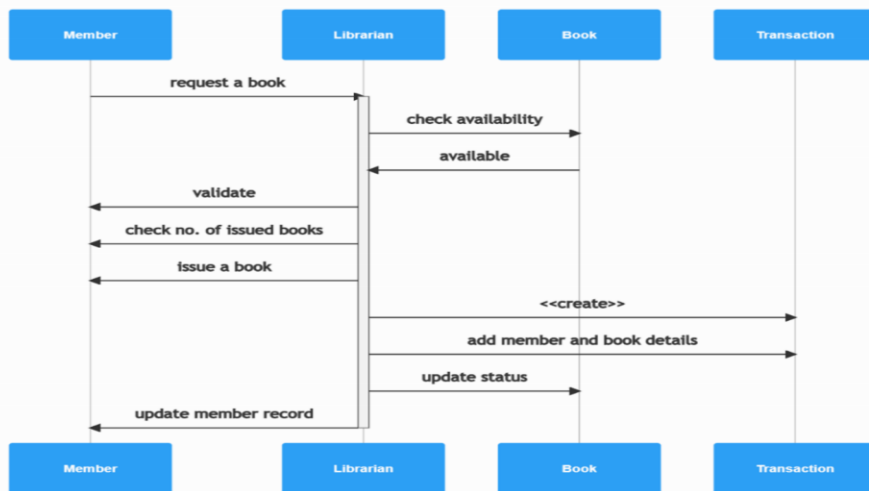 Member
Librarian
Book
Transaction
request a book
check availability
available
validate
check no. of issued books
issue a book
<<create>>
add member and book details
update status
update member record
Member
Librarian
Book
Transaction